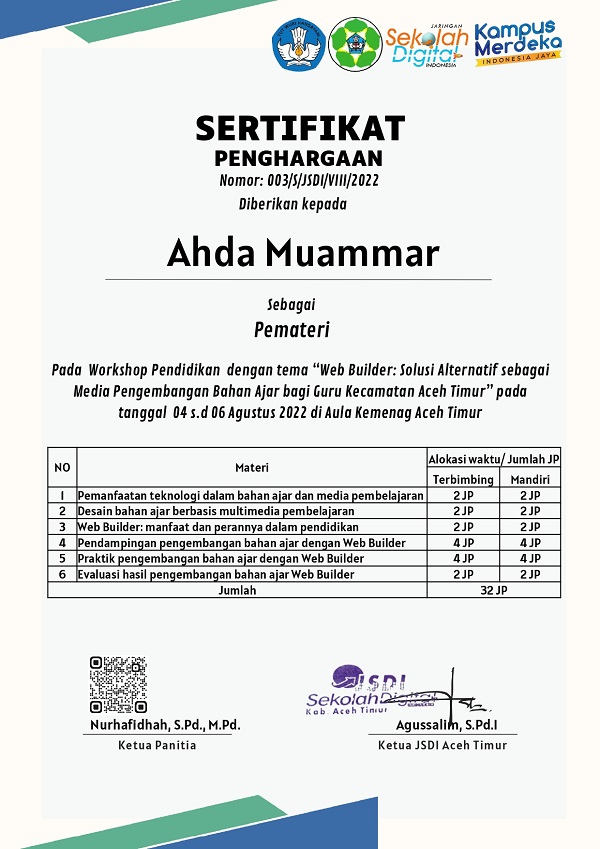 TUT WURI HANDAYANI
JARINGAN
Sekolah
Digital
INDONESIA
Kampus
Merdeka
INDONESIA JAYA
SERTIFIKAT
PENGHARGAAN
Nomor: 003/S/JSDI/VIII/2022
Diberikan kepada
Ahda Muammar
Sebagai
Pemateri
Pada Workshop Pendidikan dengan tema “Web Builder: Solusi Alternatif sebagai
Media Pengembangan Bahan Ajar bagi Guru Kecamatan Aceh Timur” pada
tanggal 04 s.d 06 Agustus 2022 di Aula Kemenag Aceh Timur
NO Materi Alokasi waktu/ Jumlah JP
Terbimbing Mandiri
1 Pemanfaatan teknologi dalam bahan ajar dan media pembelajaran 2 JP 2 JP
2 Desain bahan ajar berbasis multimedia pembelajaran 2 JP 2 JP
3 Web Builder: manfaat dan perannya dalam pendidikan 2 JP 2 JP
4 Pendampingan pengembangan bahan ajar dengan Web Builder 4 JP 4 JP
5 Praktik pengembangan bahan ajar dengan Web Builder 4 JP 4 JP
6 Evaluasi hasil pengembangan bahan ajar Web Builder 2 JP 2 JP
Jumlah 32 JP
JSDI
Sekolah Digital
Kab. Aceh Timur
Nurhafidhah, S.Pd., M.Pd. Agussalim, S.Pd.I
Ketua Panitia Ketua JSDI Aceh Timur